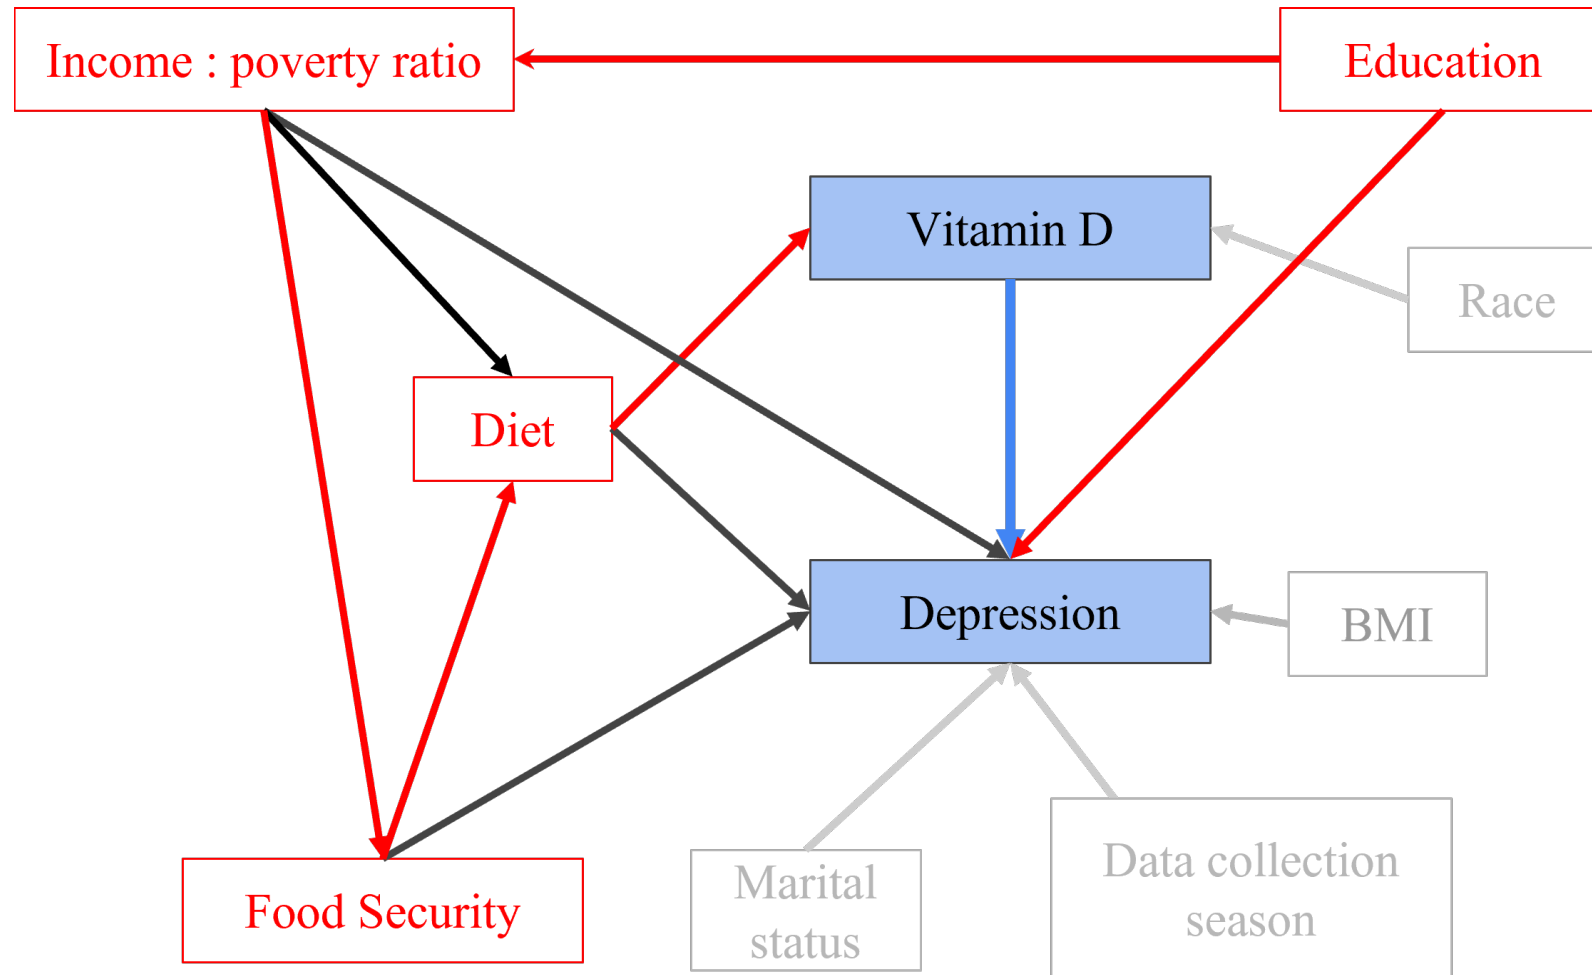 Income : poverty ratio
Education
Vitamin D
Race
Diet
Depression
BMI
Marital
status
Data collection
season
Food Security